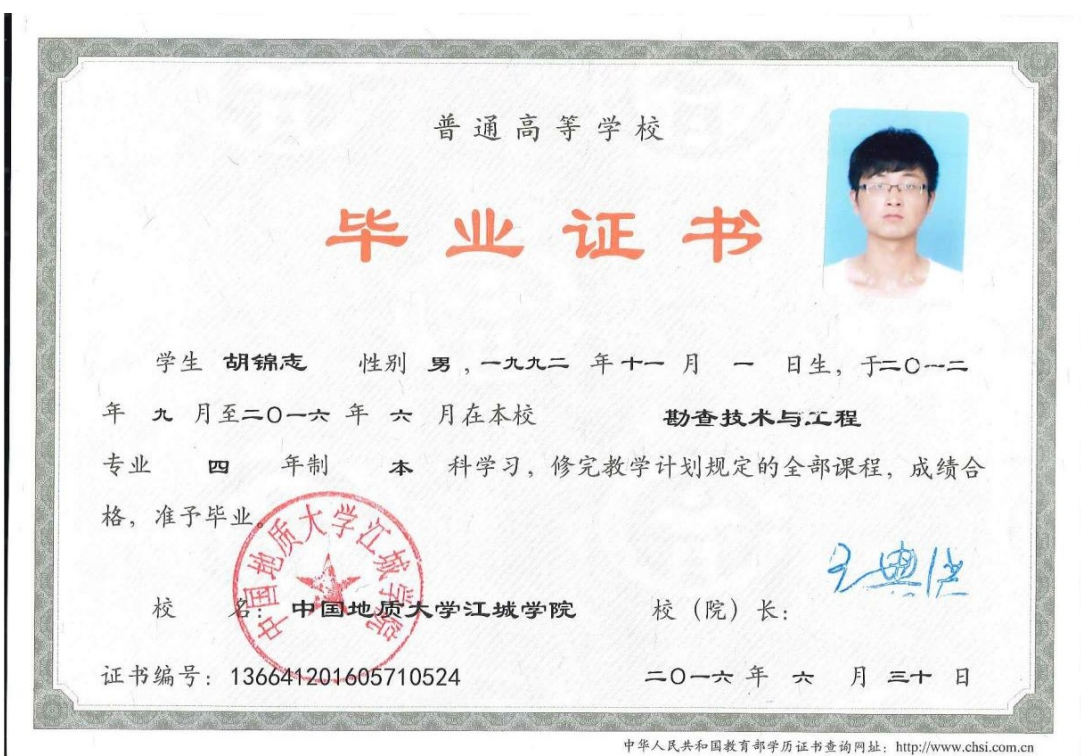 普通高等学校
毕业证书
学生 胡锦志 性别 男 , 一九九二 年 十一 月 一 日生, 于二〇一二
年 九 月至二〇一六 年 六 月在本校 勘查技术与工程
专业 四 年制 本 科学习, 修完教学计划规定的全部课程, 成绩合
格, 准予毕业。
中国地质大学江城学院
校 名: 中国地质大学江城学院 校（院）长:
证书编号: 136641201605710524 二〇一六 年 六 月 三十 日
中华人民共和国教育部学历证书查询网址: http://www.chsi.com.cn